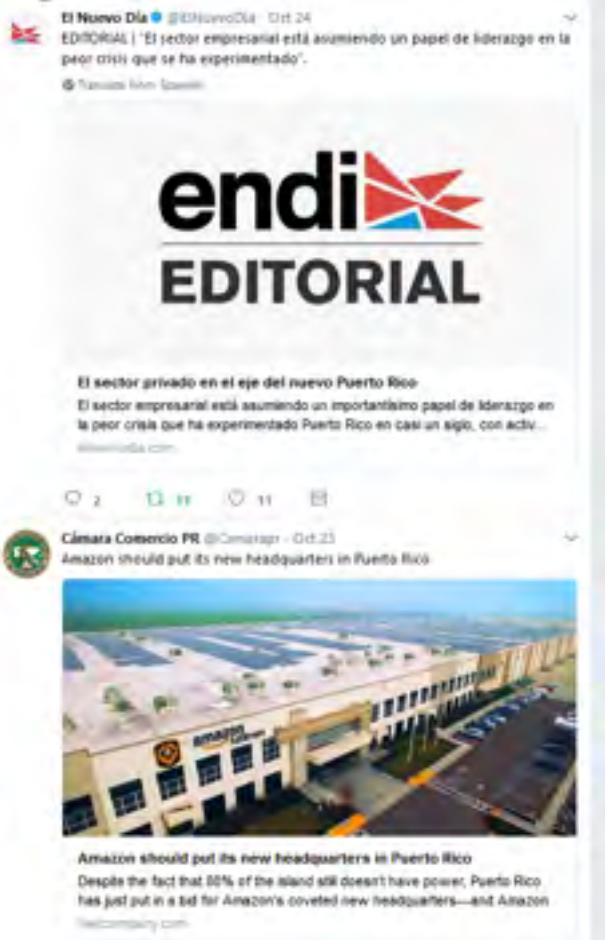 El Nuevo Día @ElNuevoDia · Oct 24
EDITORIAL | "El sector empresarial está asumiendo un papel de liderazgo en la
peor crisis que se ha experimentado".
Translate from Spanish
endi
EDITORIAL
El sector privado en el eje del nuevo Puerto Rico
El sector empresarial está asumiendo un importantísimo papel de liderazgo en
la peor crisis que ha experimentado Puerto Rico en casi un siglo, con activ...
elnuevodia.com
2 11 11
Cámara Comercio PR @Camarapr · Oct 23
Amazon should put its new headquarters in Puerto Rico
amazon
Amazon should put its new headquarters in Puerto Rico
Despite the fact that 80% of the island still doesn't have power, Puerto Rico
has just put in a bid for Amazon's coveted new headquarters—and Amazon
fastcompany.com